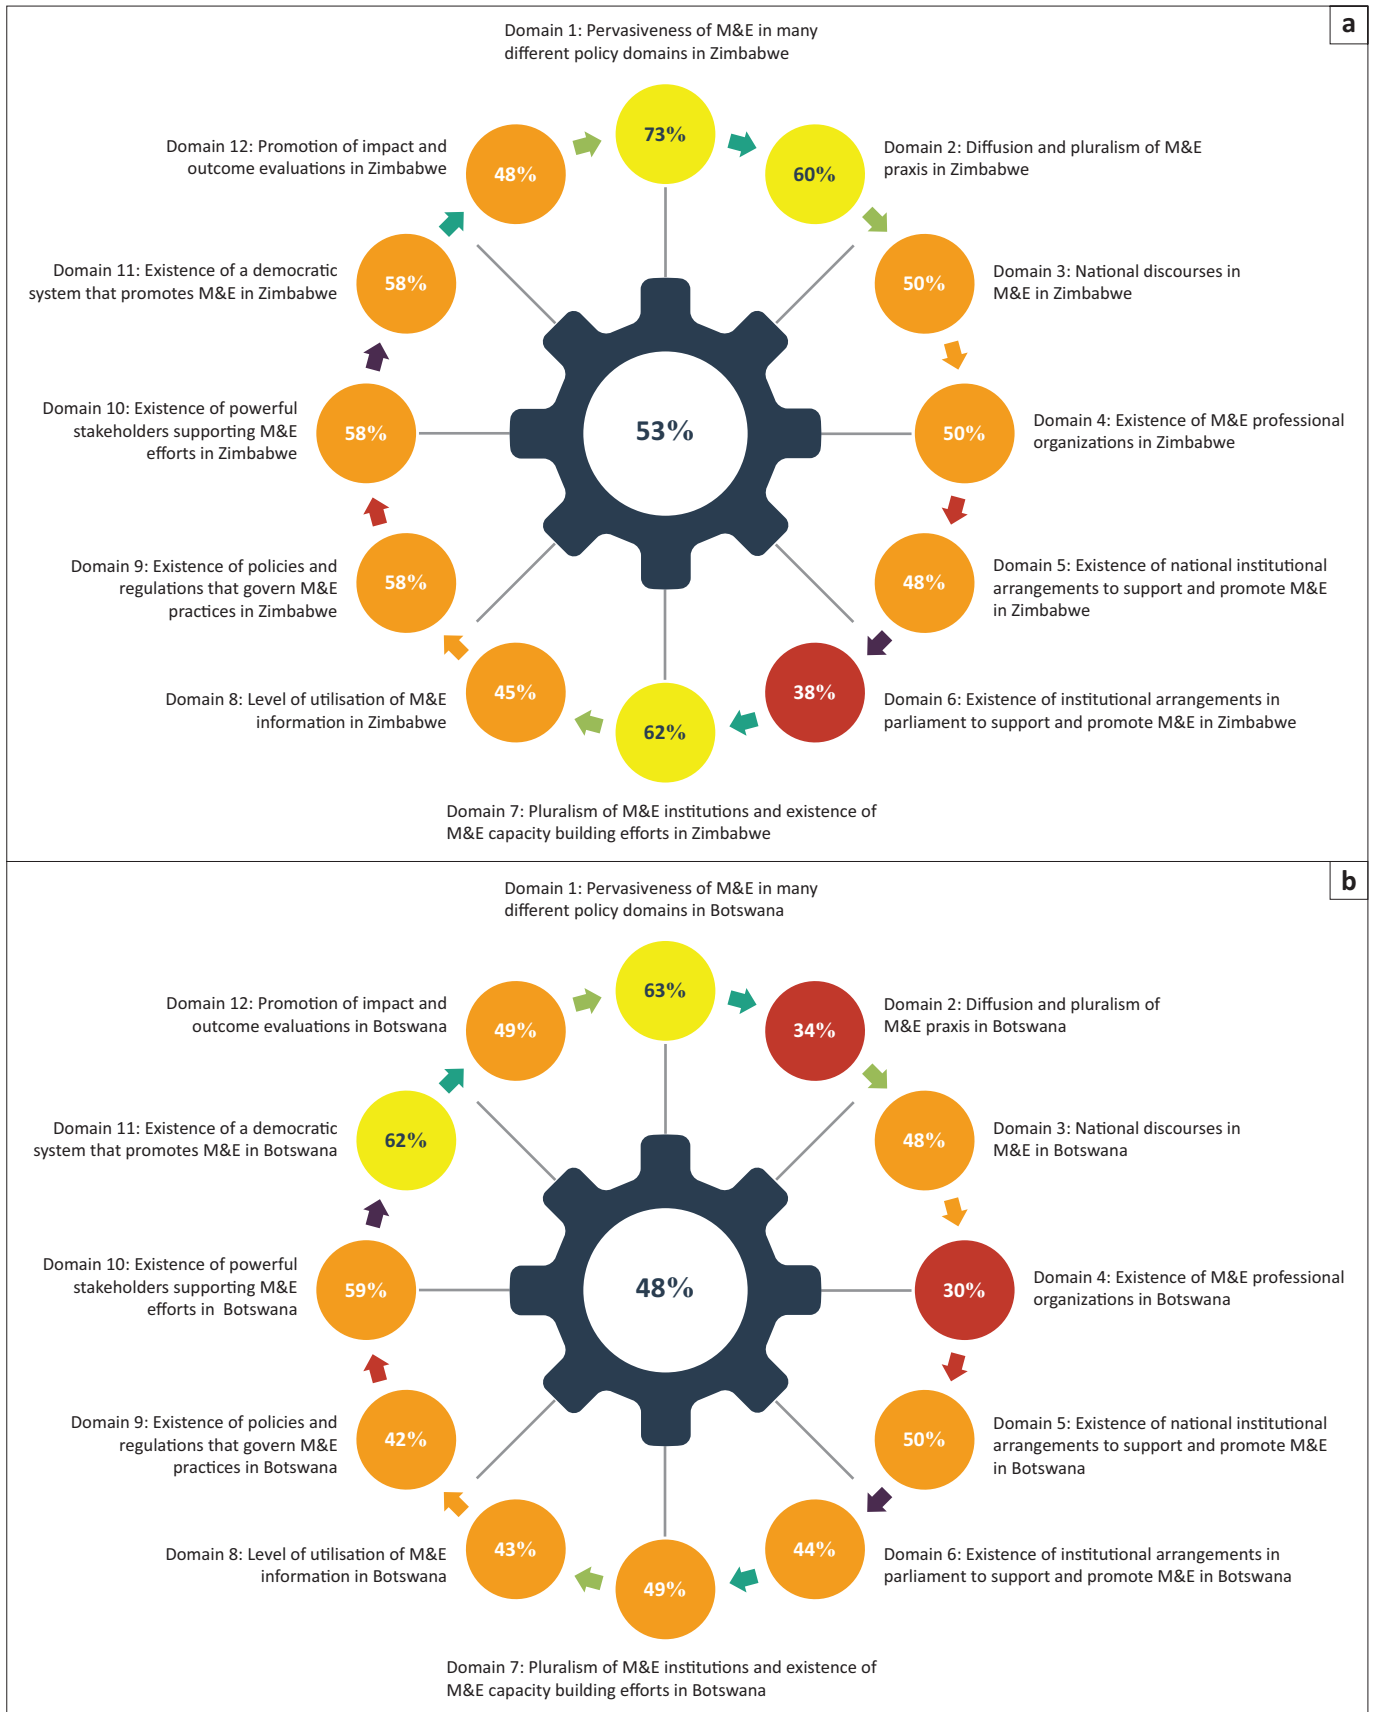 a
Domain 1: Pervasiveness of M&E in many
different policy domains in Zimbabwe
73%
Domain 2: Diffusion and pluralism of M&E
praxis in Zimbabwe
60%
Domain 3: National discourses in
M&E in Zimbabwe
50%
Domain 4: Existence of M&E professional
organizations in Zimbabwe
50%
Domain 5: Existence of national institutional
arrangements to support and promote M&E
in Zimbabwe
48%
Domain 6: Existence of institutional arrangements in
parliament to support and promote M&E in Zimbabwe
38%
Domain 7: Pluralism of M&E institutions and existence of
M&E capacity building efforts in Zimbabwe
62%
Domain 8: Level of utilisation of M&E
information in Zimbabwe
45%
Domain 9: Existence of policies and
regulations that govern M&E
practices in Zimbabwe
58%
Domain 10: Existence of powerful
stakeholders supporting M&E
efforts in Zimbabwe
58%
Domain 11: Existence of a democratic
system that promotes M&E in Zimbabwe
58%
Domain 12: Promotion of impact and
outcome evaluations in Zimbabwe
48%
53%
b
Domain 1: Pervasiveness of M&E in many
different policy domains in Botswana
63%
Domain 2: Diffusion and pluralism of
M&E praxis in Botswana
34%
Domain 3: National discourses in
M&E in Botswana
48%
Domain 4: Existence of M&E professional
organizations in Botswana
30%
Domain 5: Existence of national institutional
arrangements to support and promote M&E
in Botswana
50%
Domain 6: Existence of institutional arrangements in
parliament to support and promote M&E in Botswana
44%
Domain 7: Pluralism of M&E institutions and existence of
M&E capacity building efforts in Botswana
49%
Domain 8: Level of utilisation of M&E
information in Botswana
43%
Domain 9: Existence of policies and
regulations that govern M&E
practices in Botswana
42%
Domain 10: Existence of powerful
stakeholders supporting M&E
efforts in Botswana
59%
Domain 11: Existence of a democratic
system that promotes M&E in Botswana
62%
Domain 12: Promotion of impact and
outcome evaluations in Botswana
49%
48%